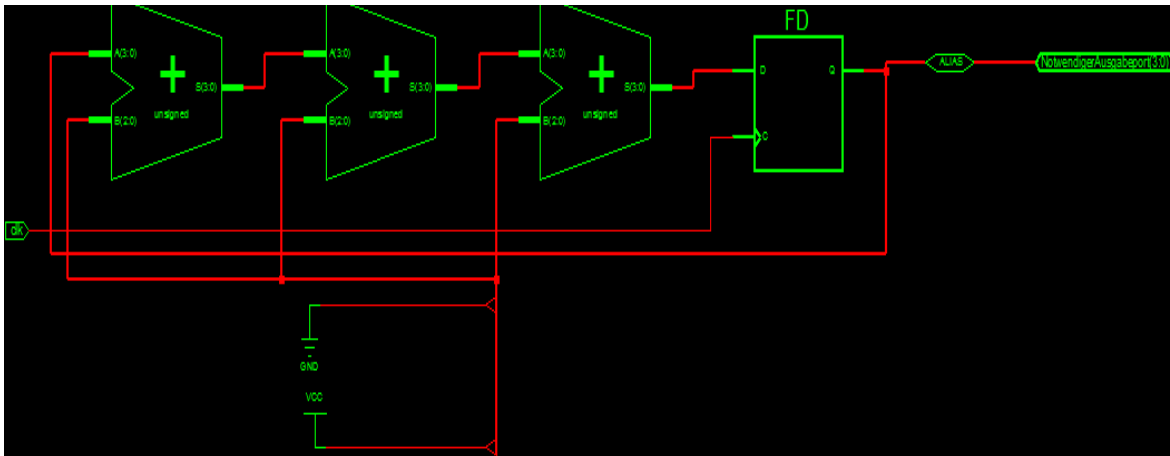 FD
A(3:0)
S(3:0)
B(2:0)
unsigned
A(3:0)
S(3:0)
B(2:0)
unsigned
A(3:0)
S(3:0)
B(2:0)
unsigned
D
Q
C
ALIAS
NotwendigerAusgabeport(3:0)
clk
GND
VCC